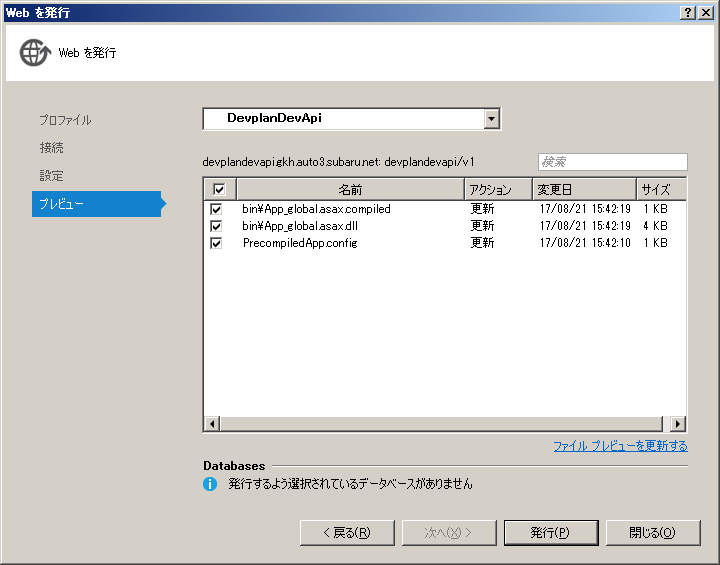 Web を発行
Web を発行
プロファイル
接続
設定
プレビュー
DevplanDevApi
devplandevapi.gkh.auto3.subaru.net: devplandevapi/v1
検索
名前 アクション 変更日 サイズ
bin¥App_global.asax.compiled 更新 17/08/21 15:42:19 1 KB
bin¥App_global.asax.dll 更新 17/08/21 15:42:19 4 KB
PrecompiledApp.config 更新 17/08/21 15:42:10 1 KB
ファイル プレビューを更新する
Databases
発行するよう選択されているデータベースがありません
< 戻る(R) 次へ(X) > 発行(P) 閉じる(O)